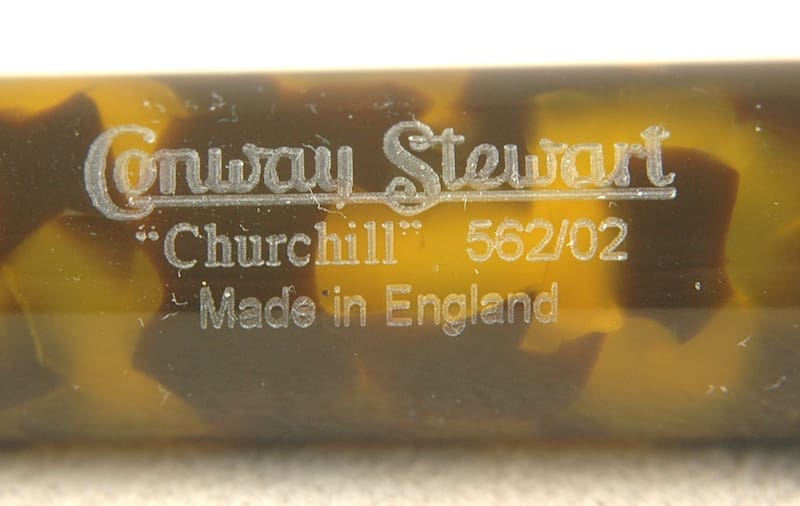 Conway Stewart
"Churchill" 562/02
Made in England